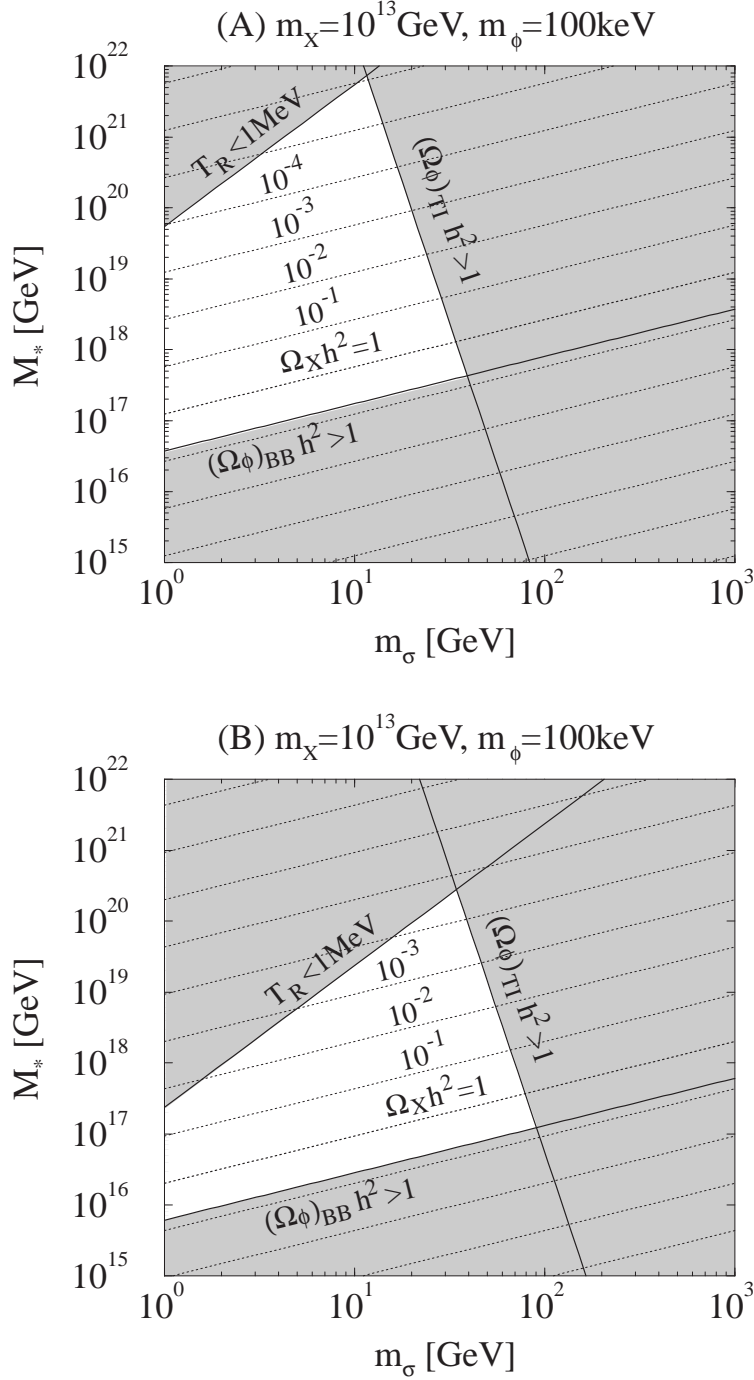 (A) m_X=10^13GeV, m_ϕ=100keV
10^22
10^21
10^20
10^19
10^18
10^17
10^16
10^15
M_* [GeV]
T_R <1MeV
10^-4
10^-3
10^-2
10^-1
Ω_X h^2=1
(Ωϕ)_BB h^2 >1
(Ωϕ)_TI h^2 >1
10^0 10^1 10^2 10^3
m_σ [GeV]
(B) m_X=10^13GeV, m_ϕ=100keV
10^22
10^21
10^20
10^19
10^18
10^17
10^16
10^15
M_* [GeV]
T_R <1MeV
10^-3
10^-2
10^-1
Ω_X h^2=1
(Ωϕ)_BB h^2 >1
(Ωϕ)_TI h^2 >1
10^0 10^1 10^2 10^3
m_σ [GeV]